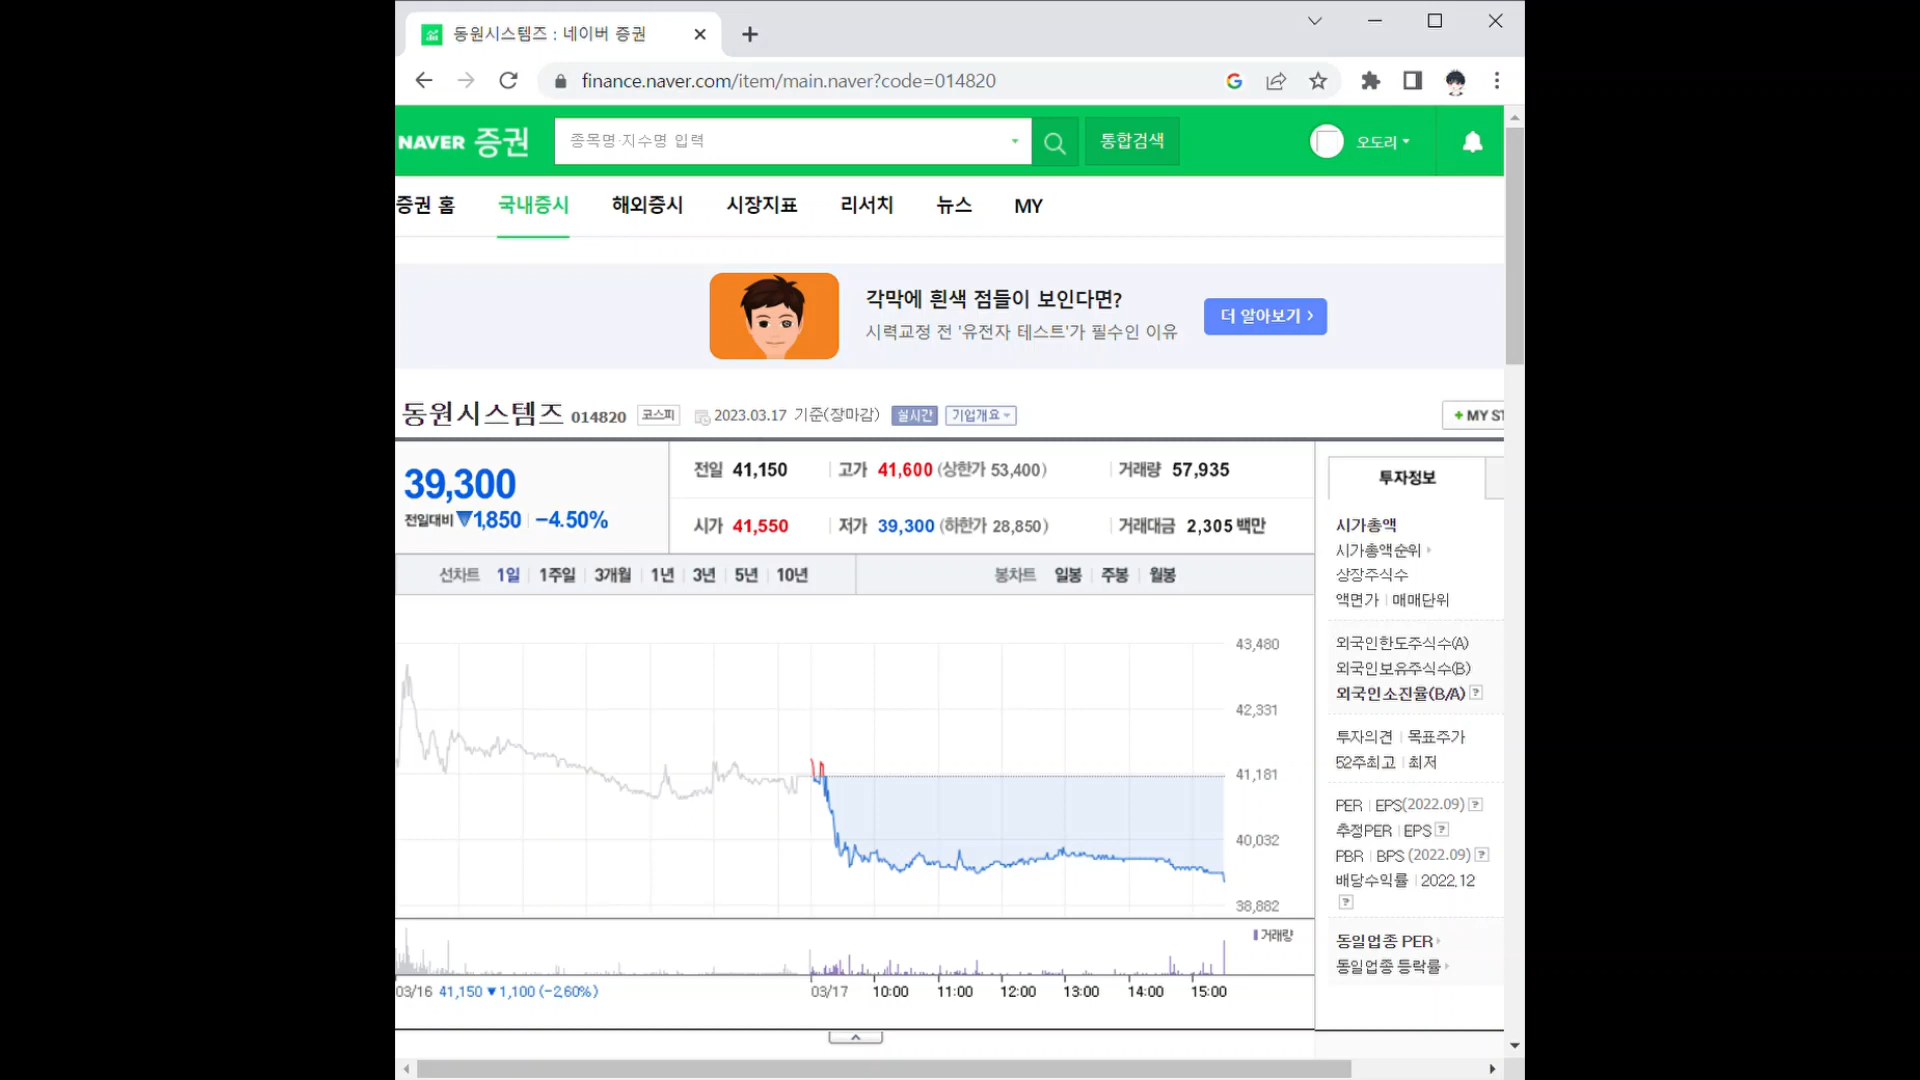 동원시스템즈 : 네이버 증권
finance.naver.com/item/main.naver?code=014820
NAVER 증권 종목명·지수명 입력 통합검색 오도리
증권 홈 국내증시 해외증시 시장지표 리서치 뉴스 MY
각막에 흰색 점들이 보인다면?
시력교정 전 '유전자 테스트'가 필수인 이유
더 알아보기 >
동원시스템즈 014820 코스피 2023.03.17 기준(장마감) 실시간 기업개요
+ MY ST
39,300
전일대비 ▼1,850 -4.50%
전일 41,150 고가 41,600 (상한가 53,400) 거래량 57,935
시가 41,550 저가 39,300 (하한가 28,850) 거래대금 2,305 백만
선차트 1일 1주일 3개월 1년 3년 5년 10년 봉차트 일봉 주봉 월봉
43,480
42,331
41,181
40,032
38,882
거래량
03/16 41,150 ▼1,100 (-2.60%) 03/17 10:00 11:00 12:00 13:00 14:00 15:00
투자정보
시가총액
시가총액순위
상장주식수
액면가 매매단위
외국인한도주식수(A)
외국인보유주식수(B)
외국인소진율(B/A) ?
투자의견 목표주가
52주최고 최저
PER EPS(2022.09) ?
추정PER EPS ?
PBR BPS (2022.09) ?
배당수익률 2022.12
?
동일업종 PER
동일업종 등락률